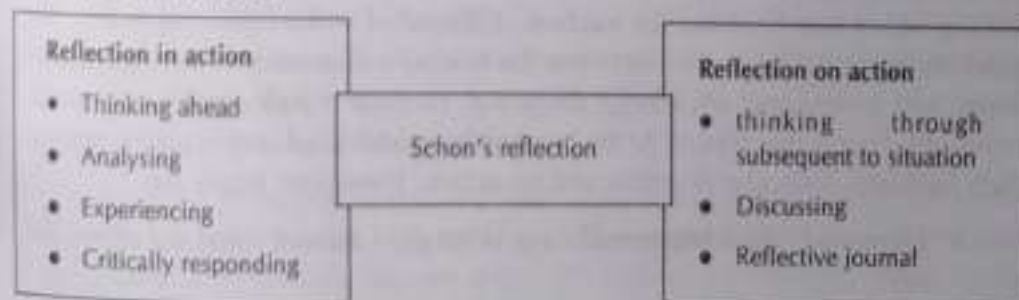 Reflection in action
• Thinking ahead
• Analysing
• Experiencing
• Critically responding
Schon's reflection
Reflection on action
• thinking through
subsequent to situation
• Discussing
• Reflective journal